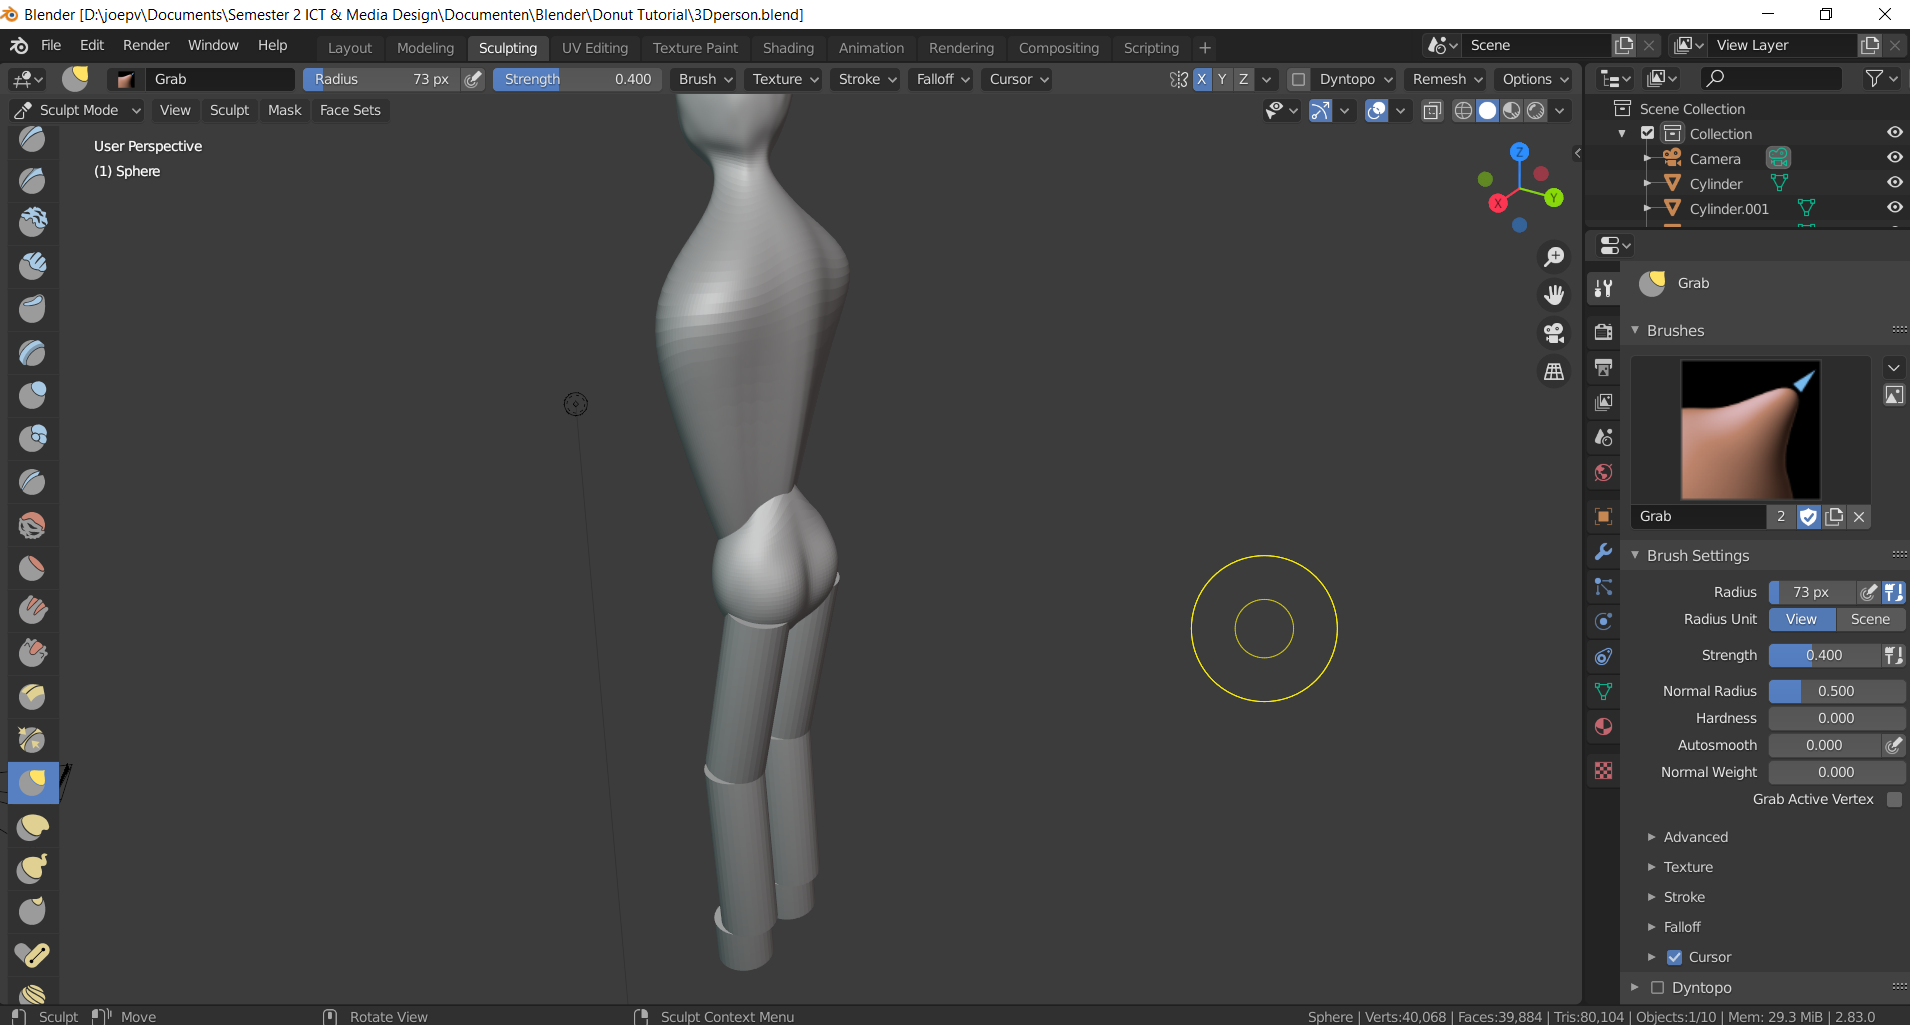 Blender [D:\joepv\Documents\Semester 2 ICT & Media Design\Documenten\Blender\Donut Tutorial\3Dperson.blend]
File Edit Render Window Help Layout Modeling Sculpting UV Editing Texture Paint Shading Animation Rendering Compositing Scripting + Scene View Layer
Grab Radius 73 px Strength 0.400 Brush Texture Stroke Falloff Cursor X Y Z Dyntopo Remesh Options
Sculpt Mode View Sculpt Mask Face Sets
User Perspective
(1) Sphere
Z
Y
X
Scene Collection
Collection
Camera
Cylinder
Cylinder.001
Grab
Brushes
Grab 2
Brush Settings
Radius 73 px
Radius Unit View Scene
Strength 0.400
Normal Radius 0.500
Hardness 0.000
Autosmooth 0.000
Normal Weight 0.000
Grab Active Vertex
Advanced
Texture
Stroke
Falloff
Cursor
Dyntopo
Sculpt Move Rotate View Sculpt Context Menu Sphere | Verts:40,068 | Faces:39,884 | Tris:80,104 | Objects:1/10 | Mem: 29.3 MiB | 2.83.0